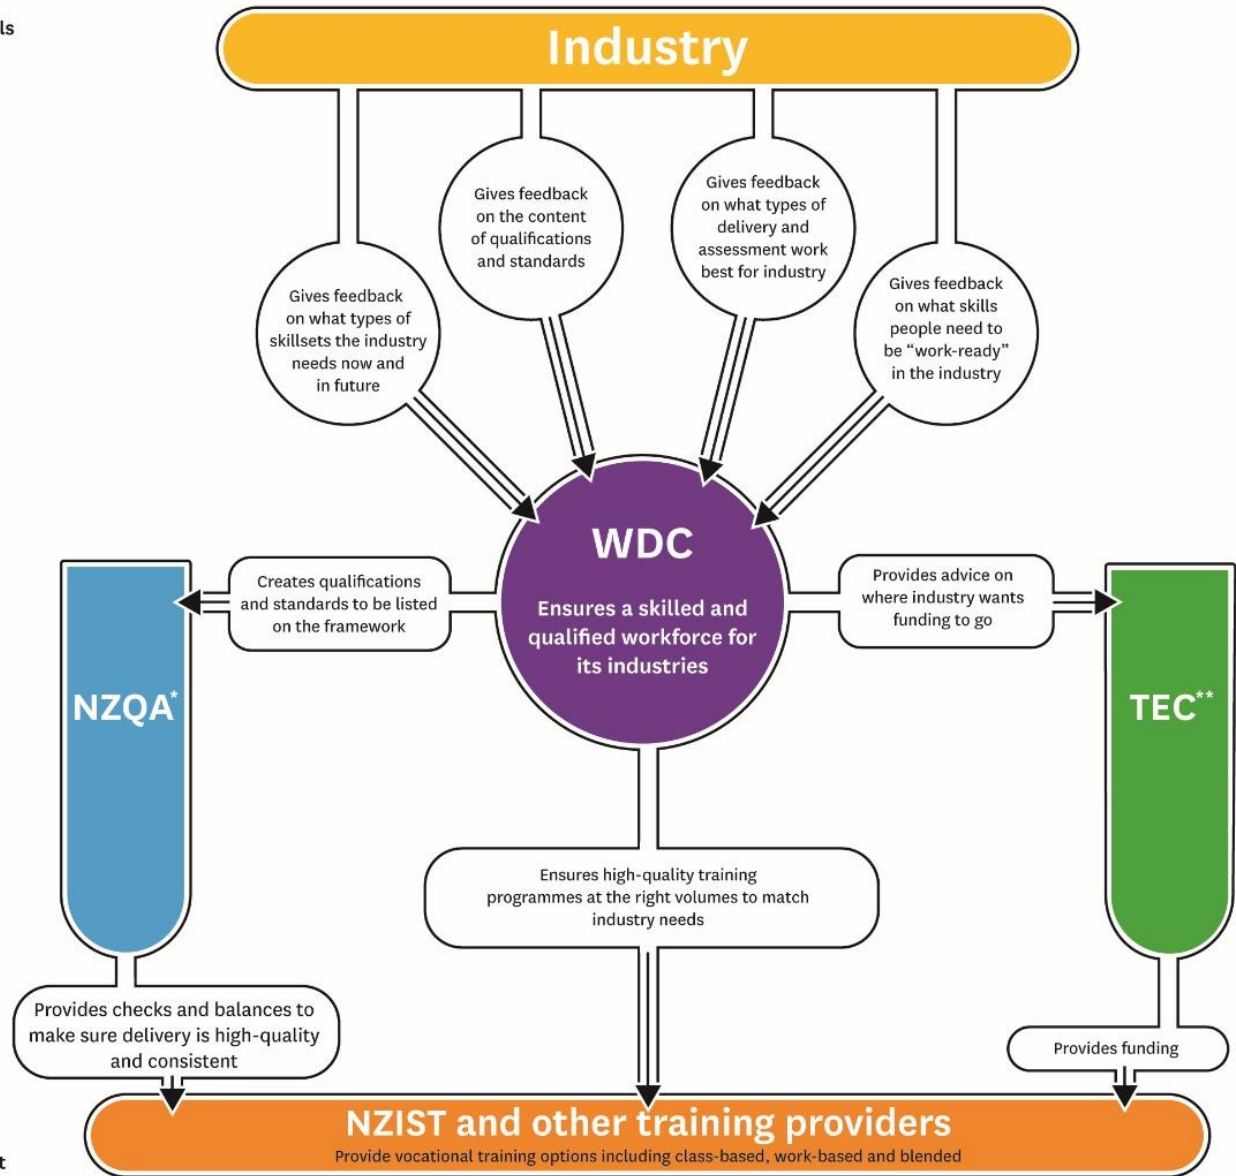 ls
Industry
Gives feedback
on what types of
skillsets the industry
needs now and
in future
Gives feedback
on the content
of qualifications
and standards
Gives feedback
on what types of
delivery and
assessment work
best for industry
Gives feedback
on what skills
people need to
be “work-ready”
in the industry
WDC
Ensures a skilled and
qualified workforce for
its industries
Creates qualifications
and standards to be listed
on the framework
Provides advice on
where industry wants
funding to go
NZQA*
TEC**
Ensures high-quality training
programmes at the right volumes to match
industry needs
Provides checks and balances to
make sure delivery is high-quality
and consistent
Provides funding
NZIST and other training providers
Provide vocational training options including class-based, work-based and blended
t